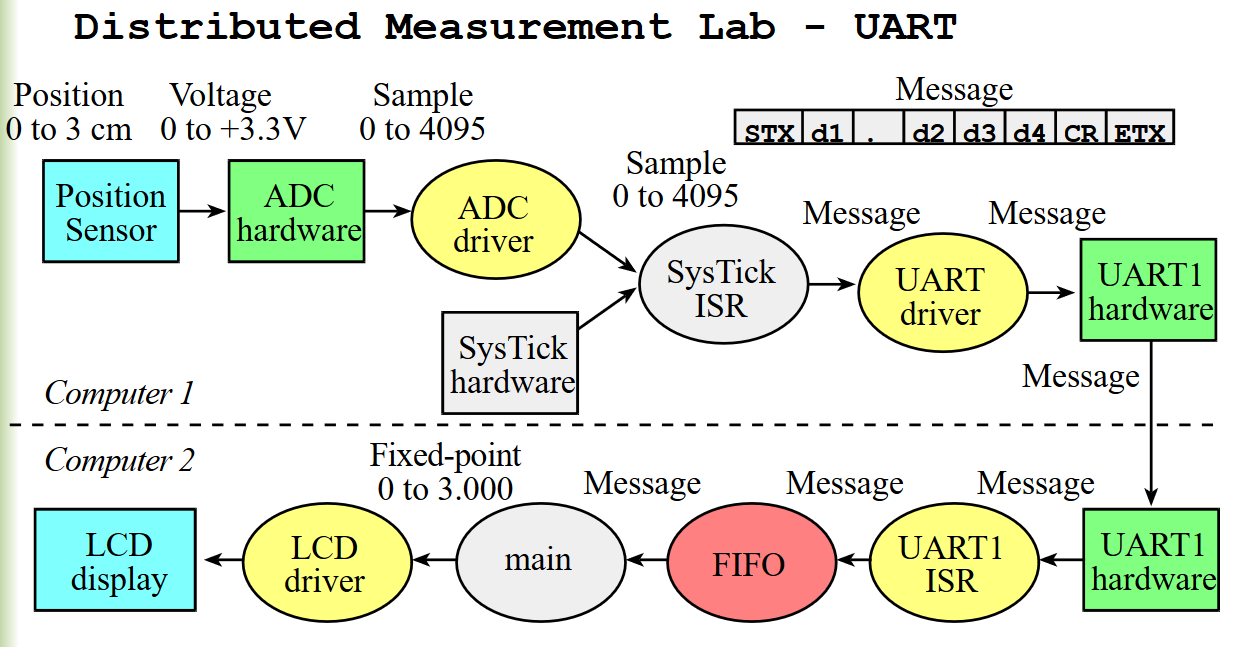 Distributed Measurement Lab - UART
Position
0 to 3 cm
Voltage
0 to +3.3V
Sample
0 to 4095
Message
STX d1 . d2 d3 d4 CR ETX
Position
Sensor
ADC
hardware
ADC
driver
Sample
0 to 4095
SysTick
ISR
Message
UART
driver
Message
UART1
hardware
SysTick
hardware
Message
Computer 1
Computer 2
Fixed-point
0 to 3.000
Message
Message
Message
LCD
display
LCD
driver
main
FIFO
UART1
ISR
UART1
hardware